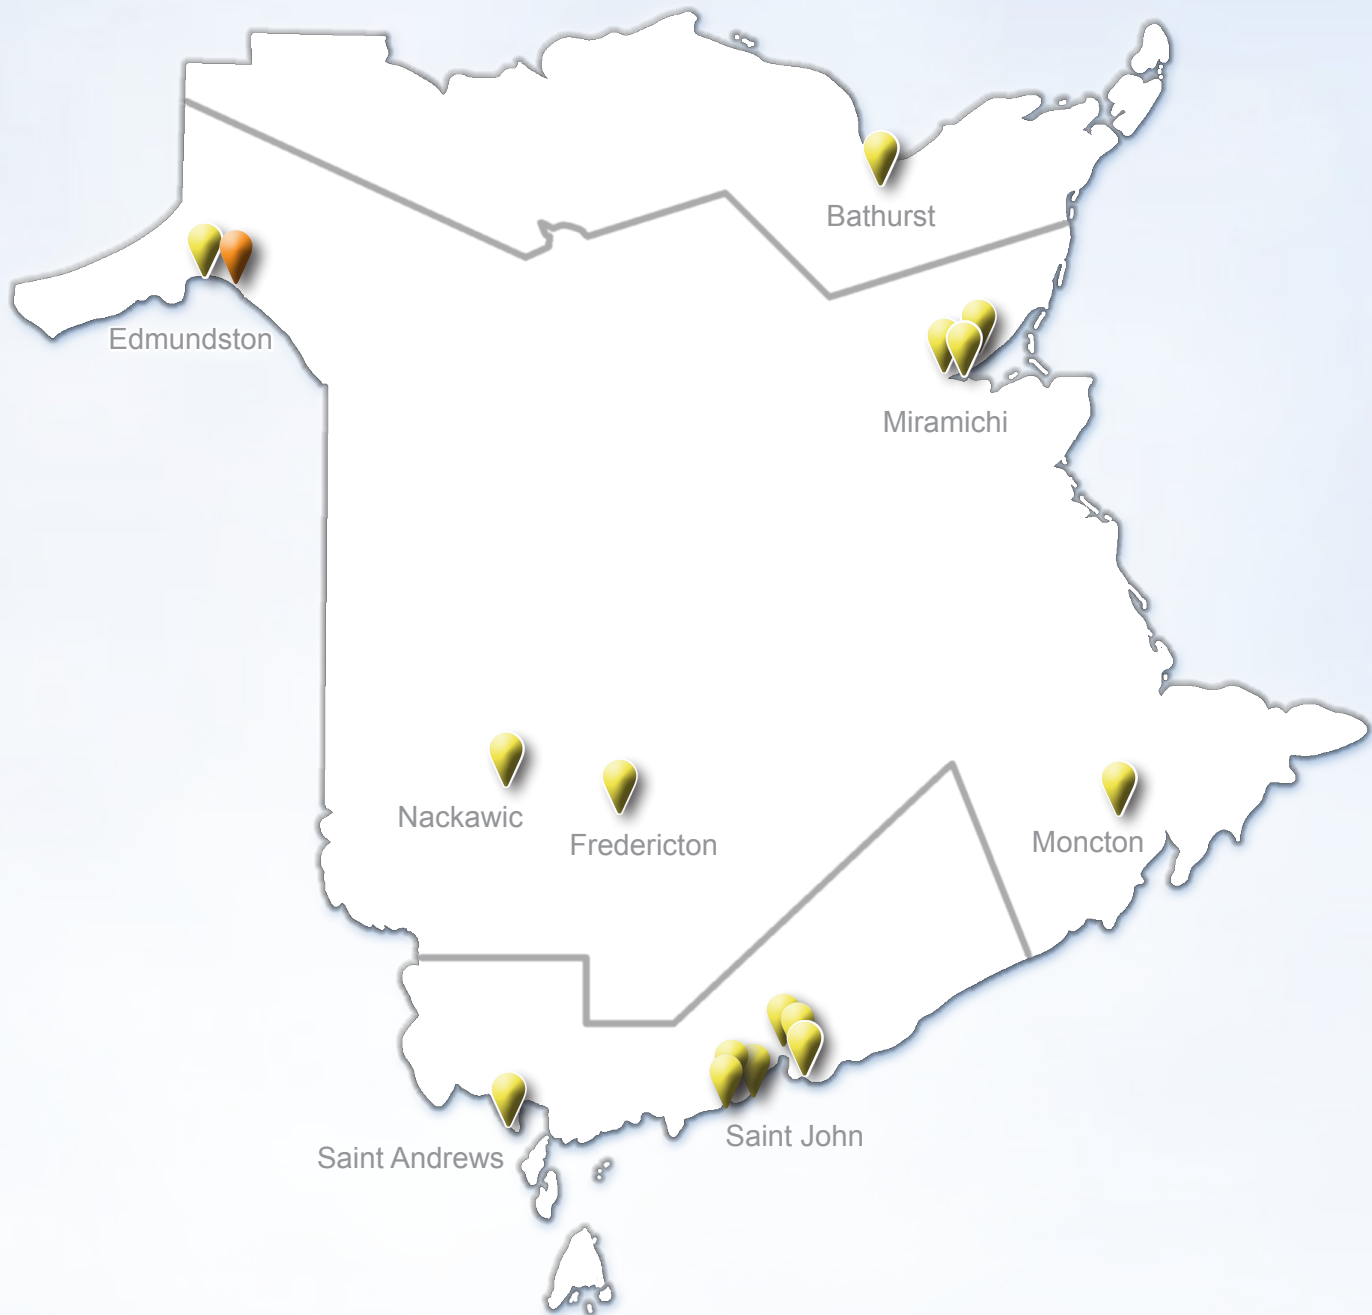 Bathurst
Edmundston
Miramichi
Nackawic
Fredericton
Moncton
Saint John
Saint Andrews